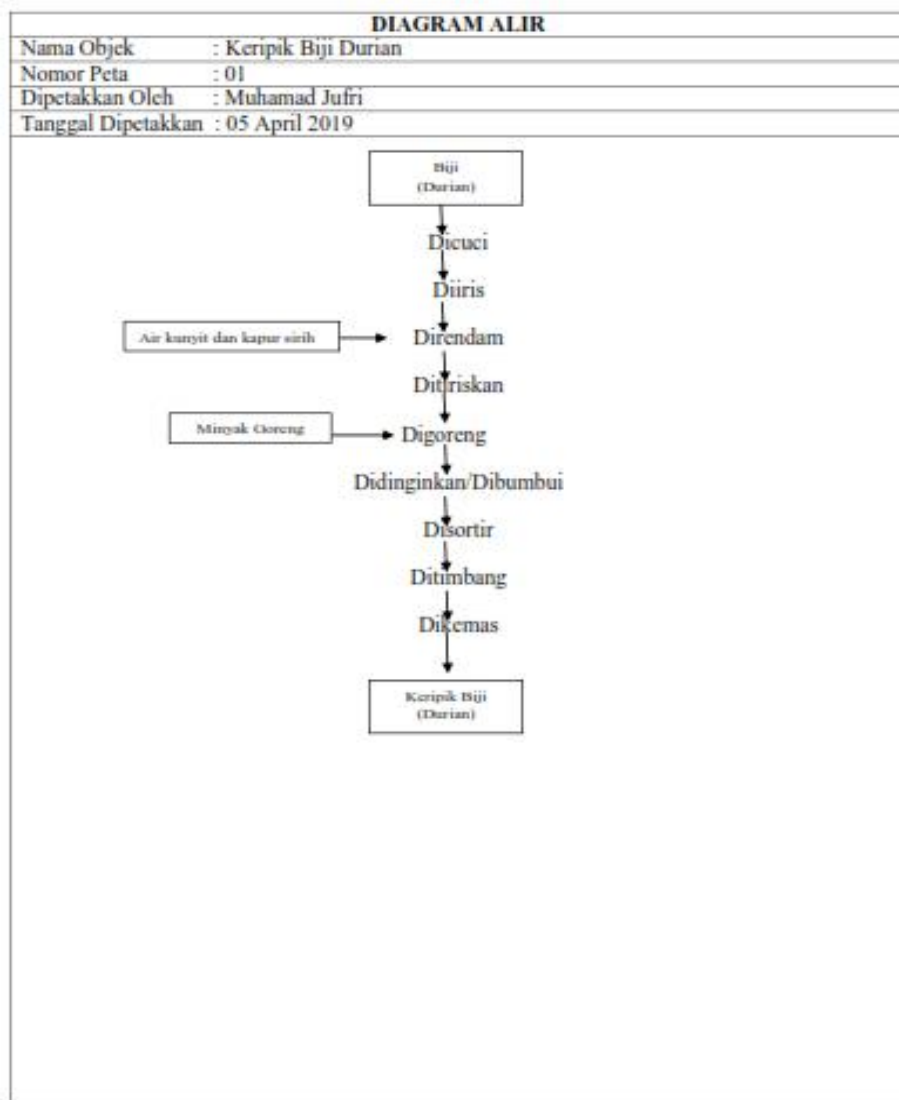 DIAGRAM ALIR
Nama Objek : Keripik Biji Durian
Nomor Peta : 01
Dipetakkan Oleh : Muhamad Jufri
Tanggal Dipetakkan : 05 April 2019
Biji
(Durian)
Dicuci
Diiris
Air kunyit dan kapur sirih
Direndam
Ditiriskan
Minyak Goreng
Digoreng
Didinginkan/Dibumbui
Disortir
Ditimbang
Dikemas
Keripik Biji
(Durian)